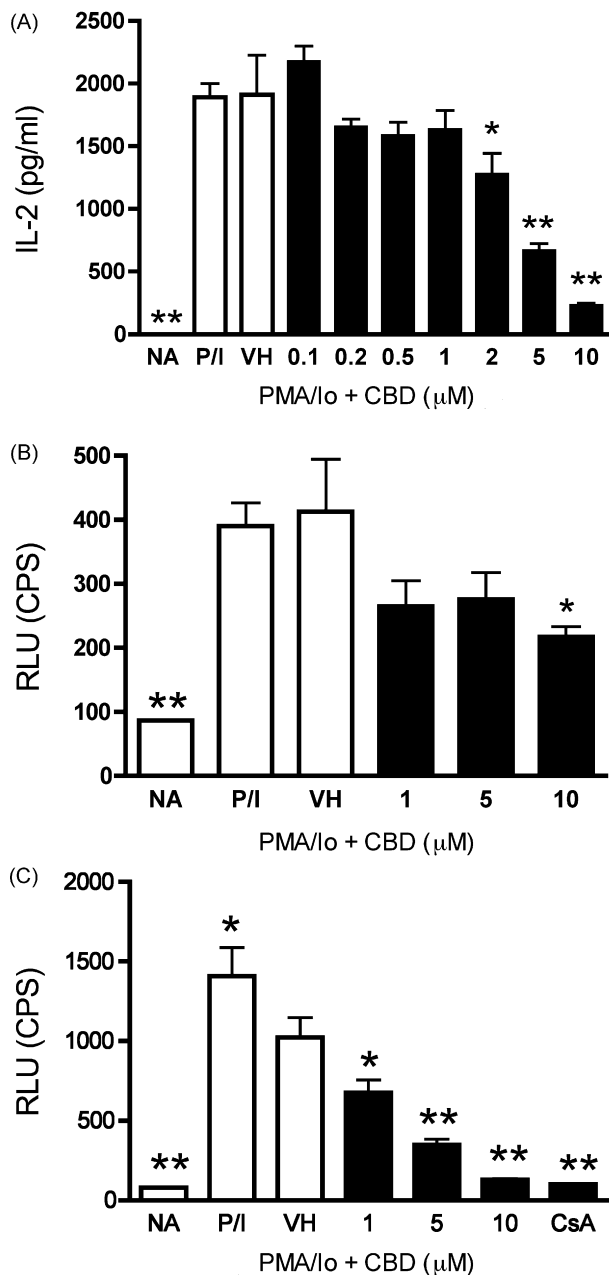 (A)
2500
2000
1500
1000
500
0
IL-2 (pg/ml)
** * ** **
NA P/I VH 0.1 0.2 0.5 1 2 5 10
PMA/Io + CBD (µM)
(B)
500
400
300
200
100
0
RLU (CPS)
** *
NA P/I VH 1 5 10
PMA/Io + CBD (µM)
(C)
2000
1500
1000
500
0
RLU (CPS)
** * * ** ** **
NA P/I VH 1 5 10 CsA
PMA/Io + CBD (µM)